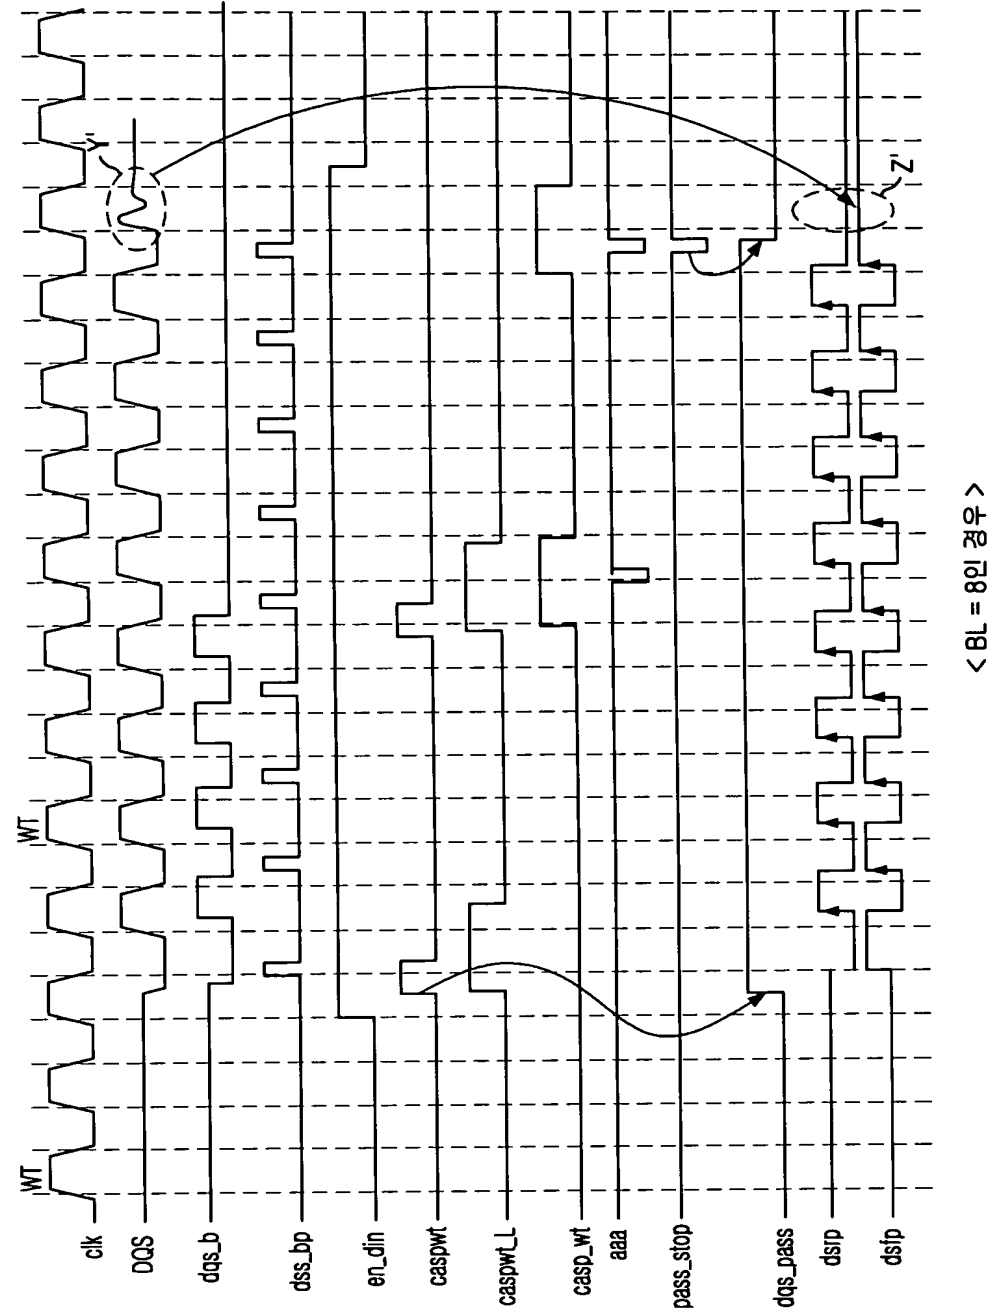 WT
WT
clk
Y'
DQS
dqs_b
dss_bp
en_din
caspwt
caspwt_L
casp_wt
aaa
pass_stop
dqs_pass
Z'
dsrp
dsfp
< BL = 8인 경우 >